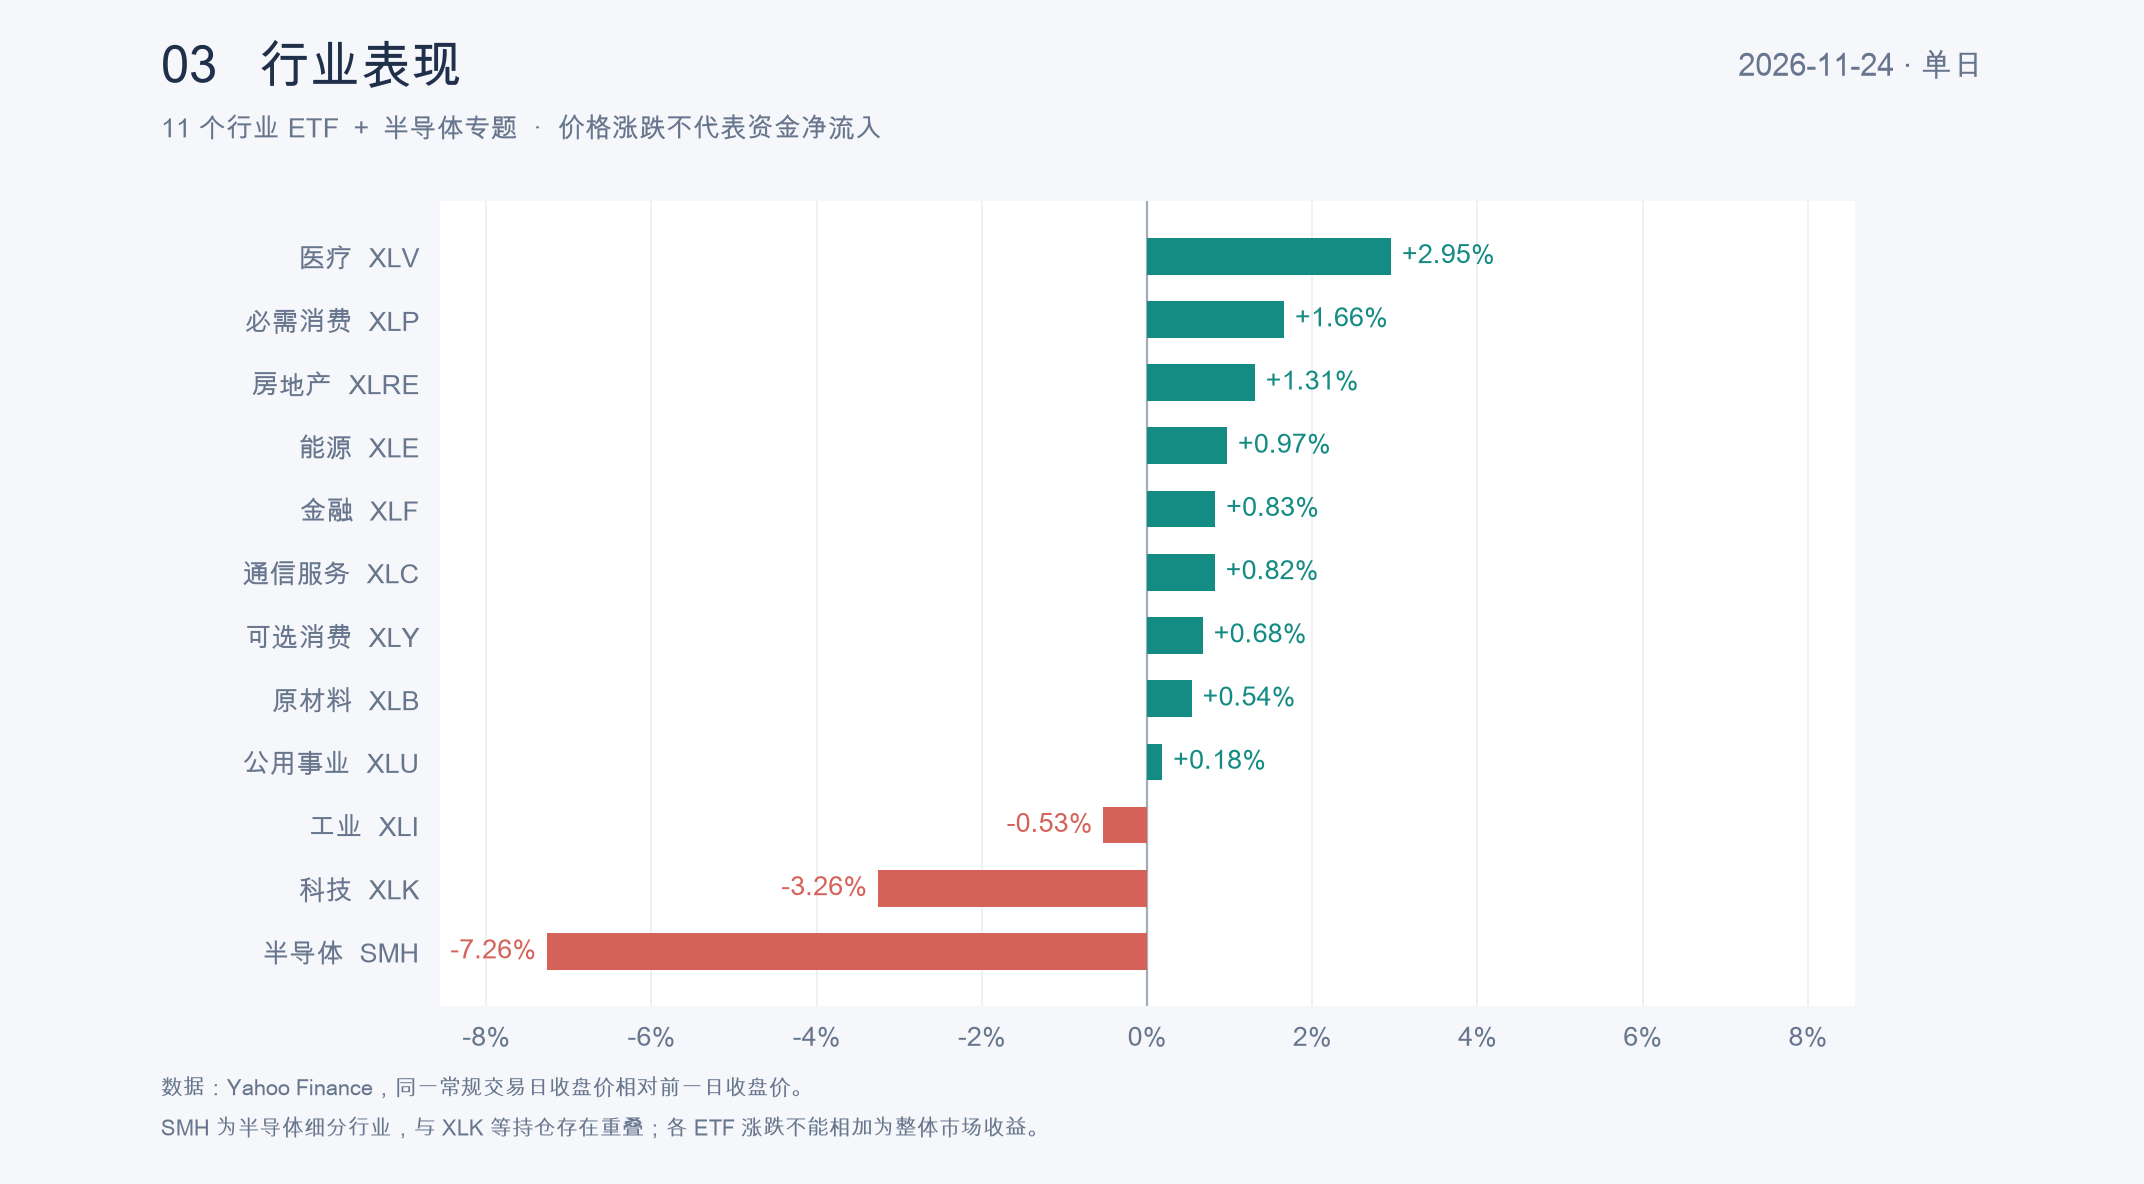 03 行业表现
2026-11-24 · 单日
11 个行业 ETF + 半导体专题 · 价格涨跌不代表资金净流入
医疗 XLV +2.95%
必需消费 XLP +1.66%
房地产 XLRE +1.31%
能源 XLE +0.97%
金融 XLF +0.83%
通信服务 XLC +0.82%
可选消费 XLY +0.68%
原材料 XLB +0.54%
公用事业 XLU +0.18%
工业 XLI -0.53%
科技 XLK -3.26%
半导体 SMH -7.26%
-8% -6% -4% -2% 0% 2% 4% 6% 8%
数据：Yahoo Finance，同一常规交易日收盘价相对前一日收盘价。
SMH 为半导体细分行业，与 XLK 等持仓存在重叠；各 ETF 涨跌不能相加为整体市场收益。